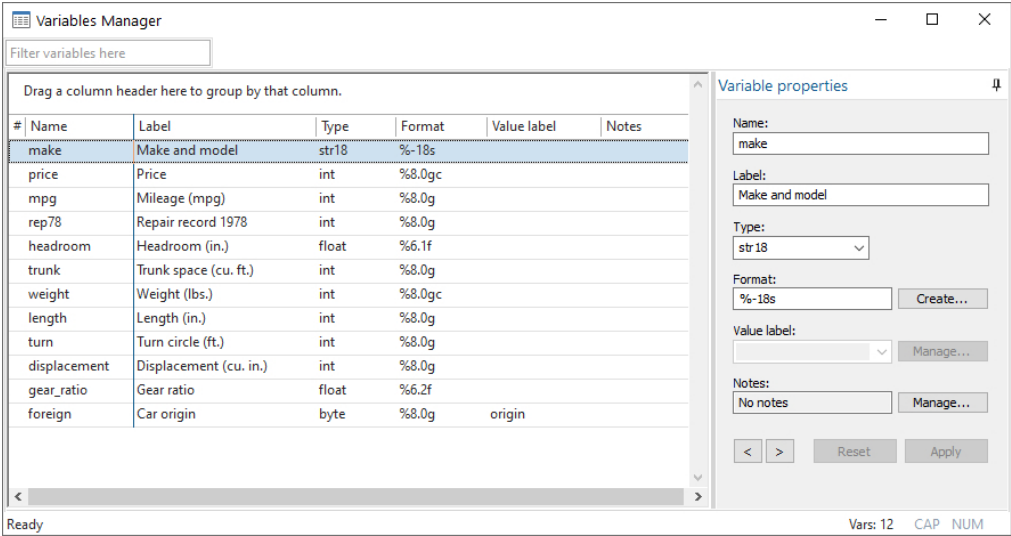 Variables Manager
Filter variables here
Drag a column header here to group by that column.
# Name Label Type Format Value label Notes
make Make and model str18 %-18s
price Price int %8.0gc
mpg Mileage (mpg) int %8.0g
rep78 Repair record 1978 int %8.0g
headroom Headroom (in.) float %6.1f
trunk Trunk space (cu. ft.) int %8.0g
weight Weight (lbs.) int %8.0gc
length Length (in.) int %8.0g
turn Turn circle (ft.) int %8.0g
displacement Displacement (cu. in.) int %8.0g
gear_ratio Gear ratio float %6.2f
foreign Car origin byte %8.0g origin
Variable properties
Name:
make
Label:
Make and model
Type:
str18
Format:
%-18s Create...
Value label:
Manage...
Notes:
No notes Manage...
< > Reset Apply
Ready Vars: 12 CAP NUM